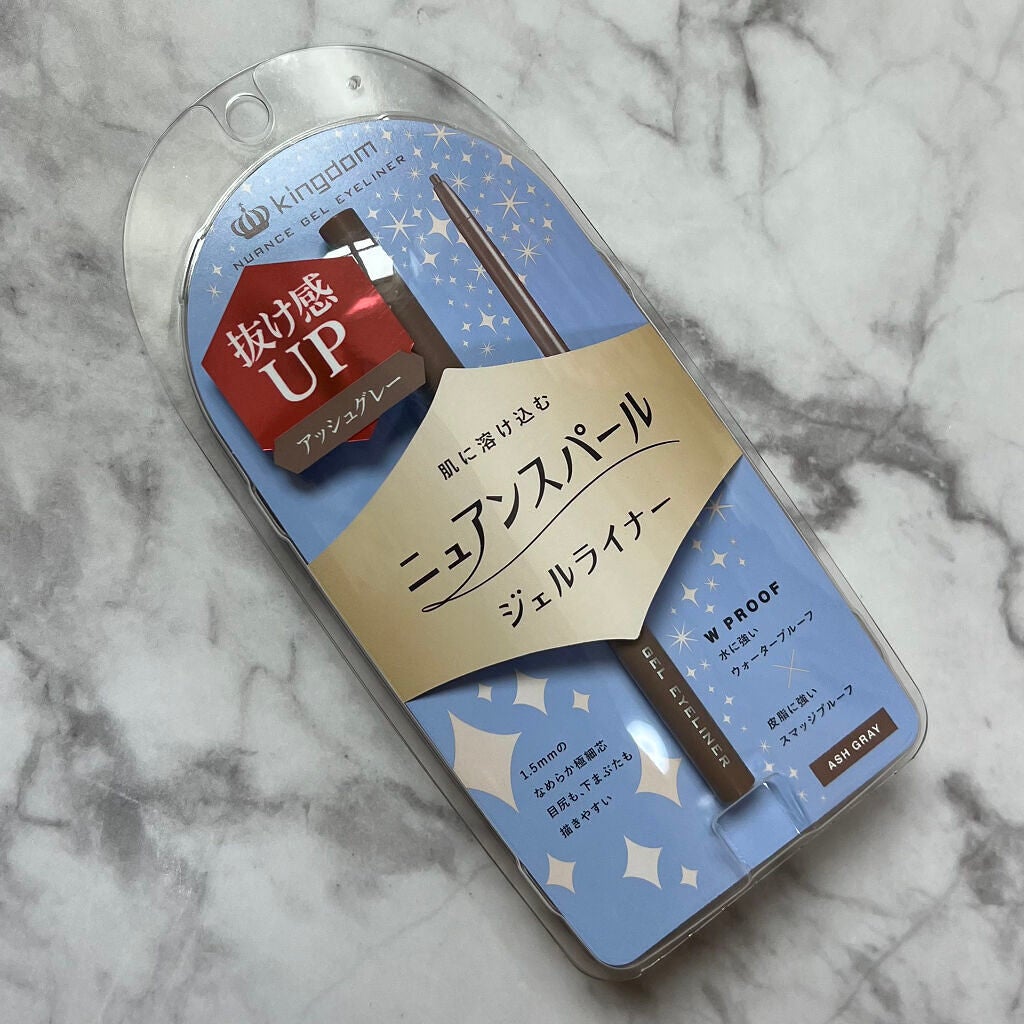 kingdom
NUANCE GEL EYELINER
抜け感
UP
アッシュグレー
肌に溶け込む
ニュアンスパール
ジェルライナー
GEL EYELINER
W PROOF
水に強い
ウォータープルーフ
×
皮脂に強い
スマッジプルーフ
ASH GRAY
1.5mmの
なめらか極細芯
目尻も、下まぶたも
描きやすい